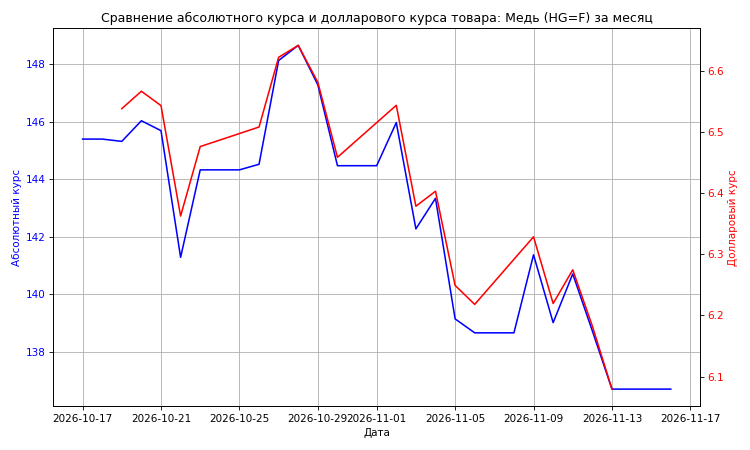 Сравнение абсолютного курса и долларового курса товара: Медь (HG=F) за месяц
148
146
144
142
140
138
Абсолютный курс
6.6
6.5
6.4
6.3
6.2
6.1
Долларовый курс
2026-10-17 2026-10-21 2026-10-25 2026-10-29 2026-11-01 2026-11-05 2026-11-09 2026-11-13 2026-11-17
Дата